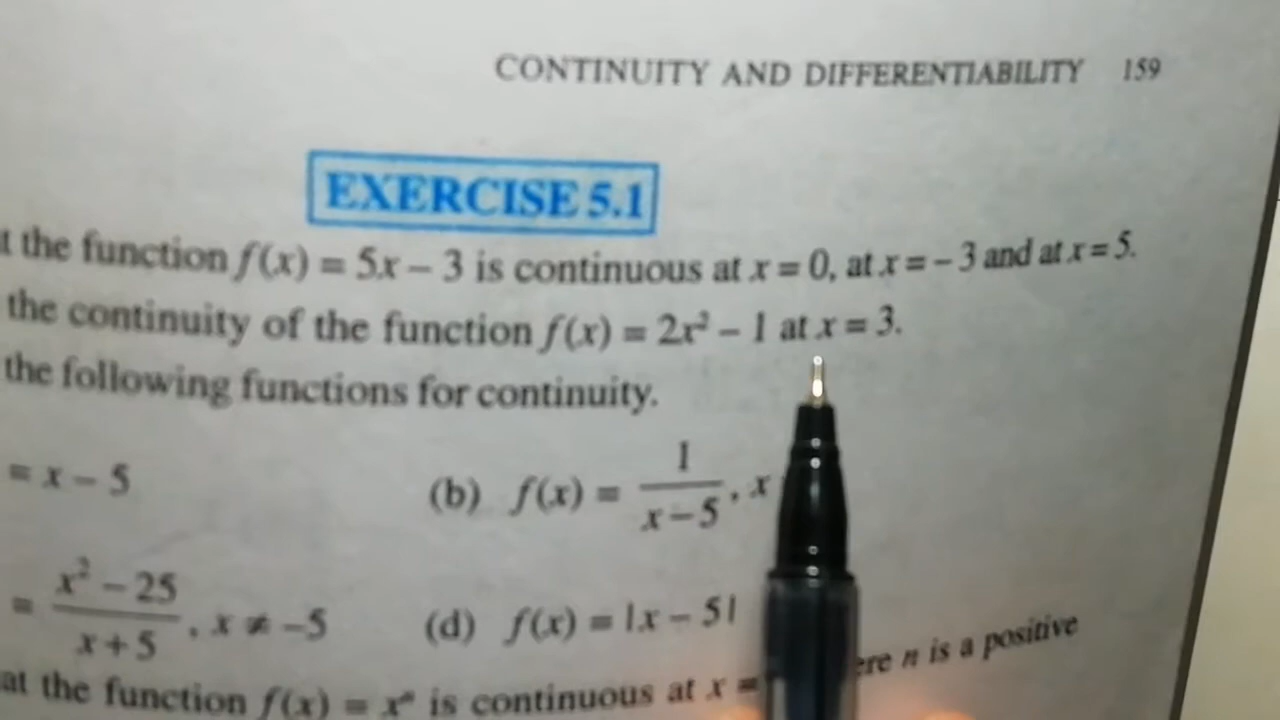 CONTINUITY AND DIFFERENTIABILITY 159
EXERCISE 5.1
the function f(x) = 5x – 3 is continuous at x = 0, at x = – 3 and at x = 5.
the continuity of the function f(x) = 2x² – 1 at x = 3.
the following functions for continuity.
= x – 5 (b) f(x) = 1/(x – 5), x
= (x² – 25)/(x + 5), x ≠ –5 (d) f(x) = |x – 5|
at the function f(x) = xⁿ is continuous at x = n is a positive